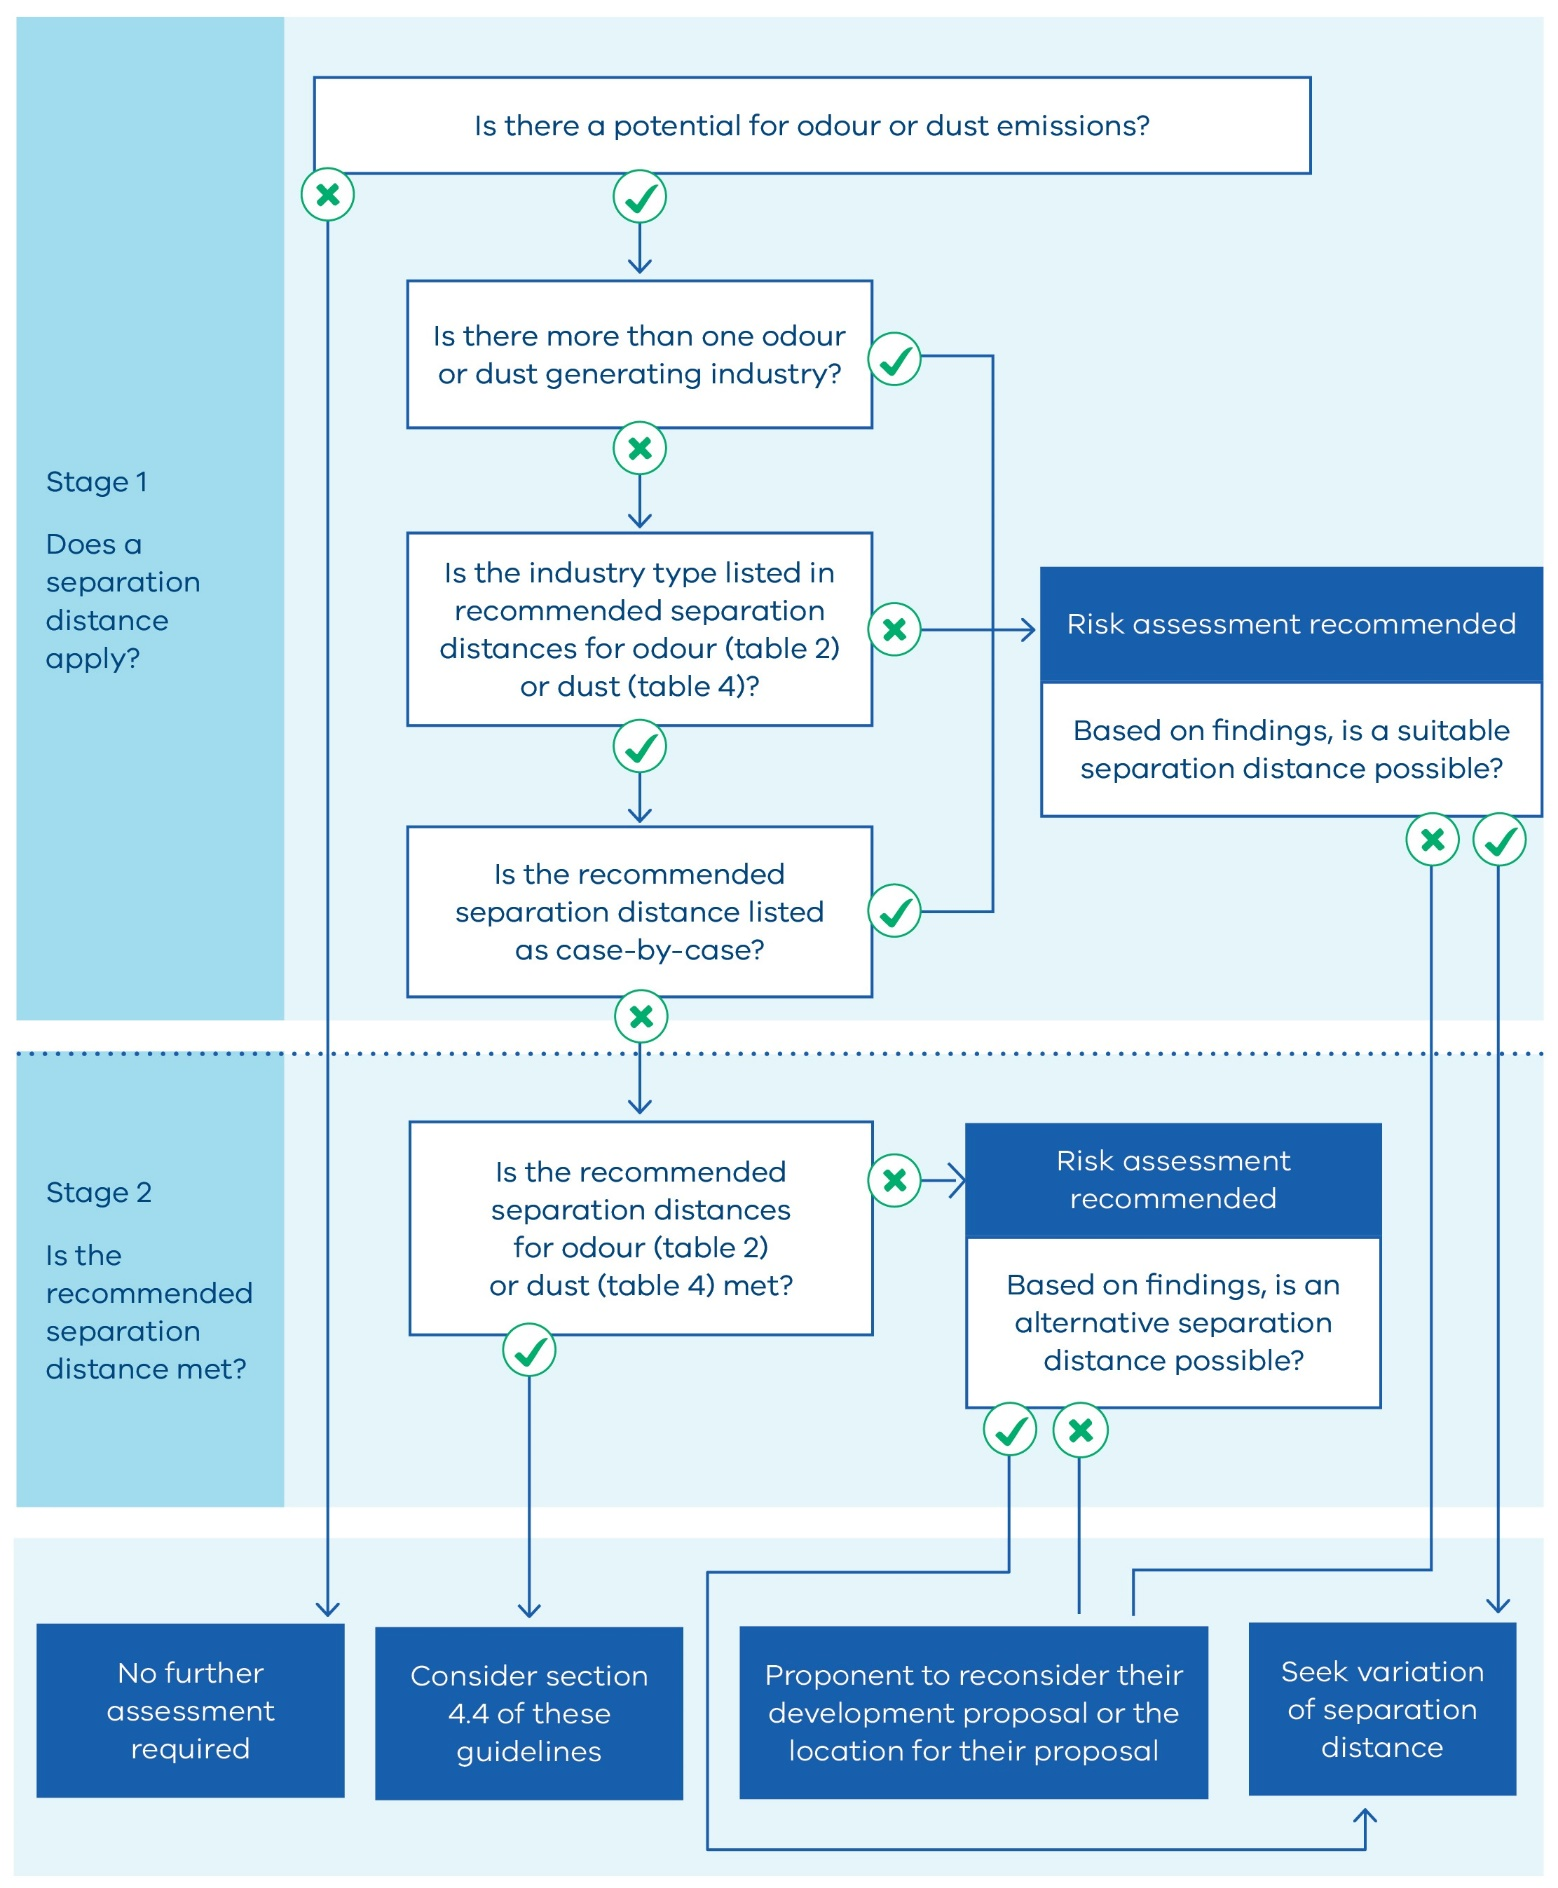 Is there a potential for odour or dust emissions?
Is there more than one odour
or dust generating industry?
Stage 1
Does a
separation
distance
apply?
Is the industry type listed in
recommended separation
distances for odour (table 2)
or dust (table 4)?
Risk assessment recommended
Based on findings, is a suitable
separation distance possible?
Is the recommended
separation distance listed
as case-by-case?
Stage 2
Is the
recommended
separation
distance met?
Is the recommended
separation distances
for odour (table 2)
or dust (table 4) met?
Risk assessment
recommended
Based on findings, is an
alternative separation
distance possible?
No further
assessment
required
Consider section
4.4 of these
guidelines
Proponent to reconsider their
development proposal or the
location for their proposal
Seek variation
of separation
distance